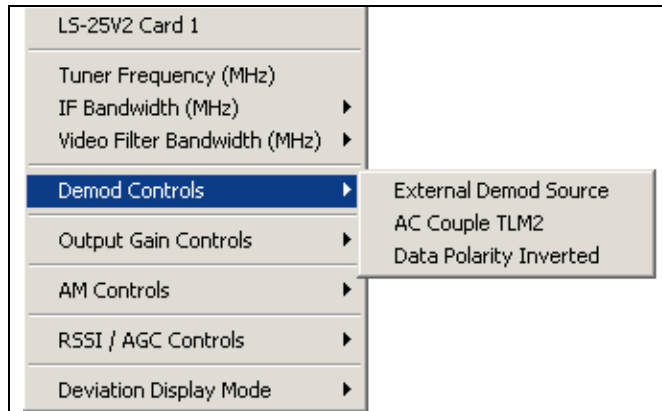 LS-25V2 Card 1
Tuner Frequency (MHz)
IF Bandwidth (MHz)
Video Filter Bandwidth (MHz)
Demod Controls
External Demod Source
AC Couple TLM2
Data Polarity Inverted
Output Gain Controls
AM Controls
RSSI / AGC Controls
Deviation Display Mode